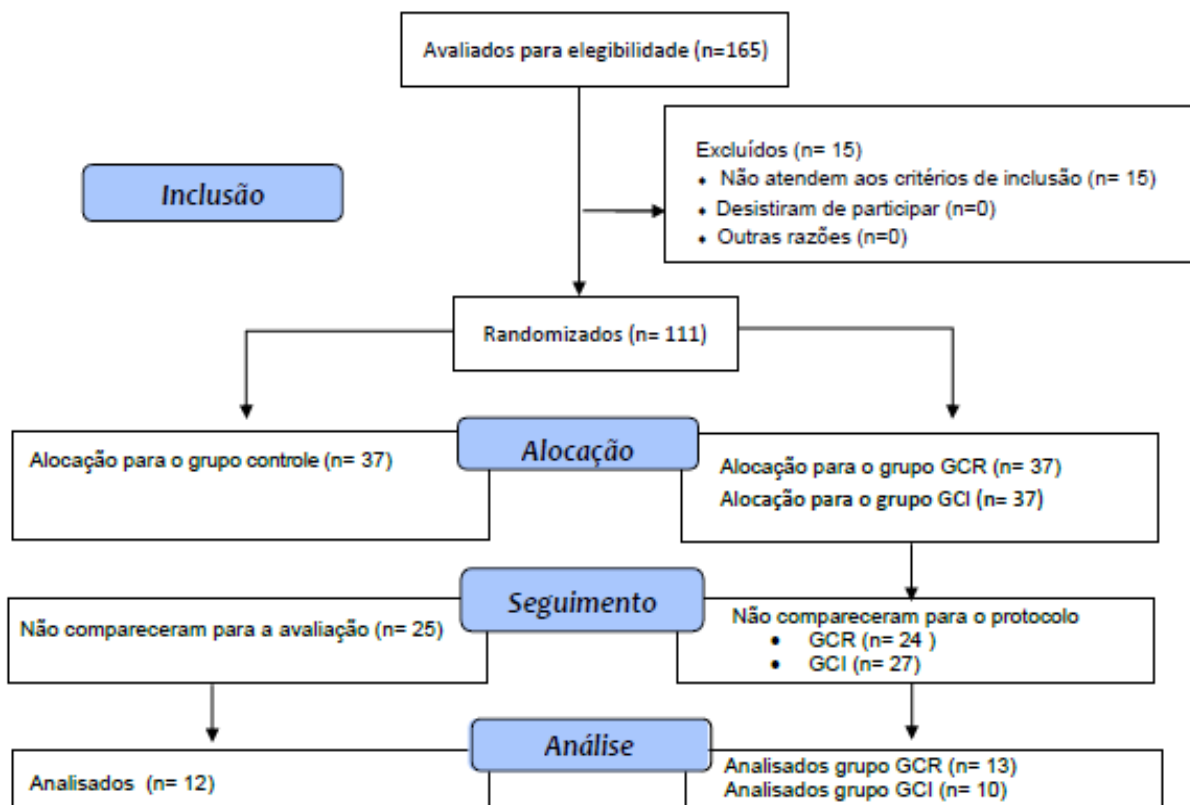 Avaliados para elegibilidade (n=165)
Excluídos (n= 15)
♦ Não atendem aos critérios de inclusão (n= 15)
♦ Desistiram de participar (n=0)
♦ Outras razões (n=0)
Inclusão
Randomizados (n= 111)
Alocação
Alocação para o grupo controle (n= 37)
Alocação para o grupo GCR (n= 37)
Alocação para o grupo GCI (n= 37)
Seguimento
Não compareceram para a avaliação (n= 25)
Não compareceram para o protocolo
• GCR (n= 24 )
• GCI (n= 27)
Análise
Analisados (n= 12)
Analisados grupo GCR (n= 13)
Analisados grupo GCI (n= 10)